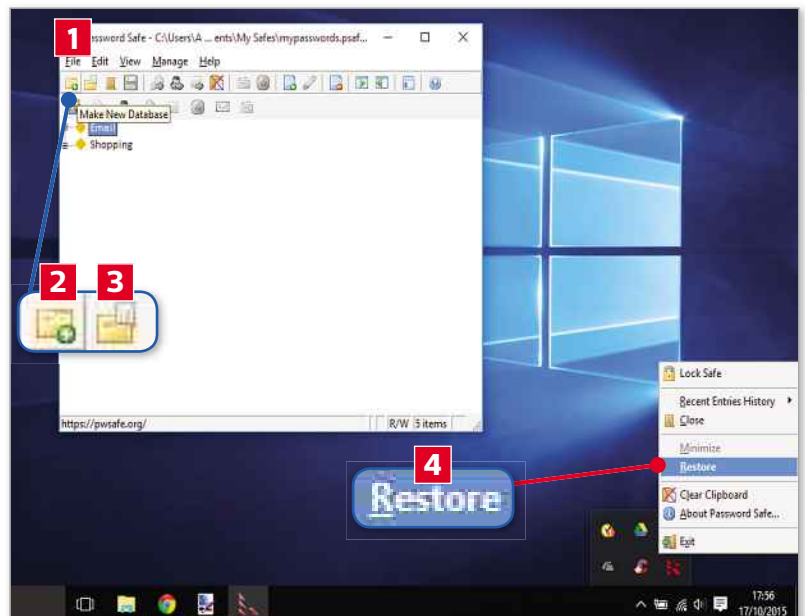 1
Password Safe - C:\Users\A ... ents\My Safes\mypasswords.psaf...
File Edit View Manage Help
Make New Database
Email
Shopping
2 3
https://pwsafe.org/
R/W 5 items
4
Restore
Lock Safe
Recent Entries History
Close
Minimize
Restore
Clear Clipboard
About Password Safe...
Exit
17:56
17/10/2015